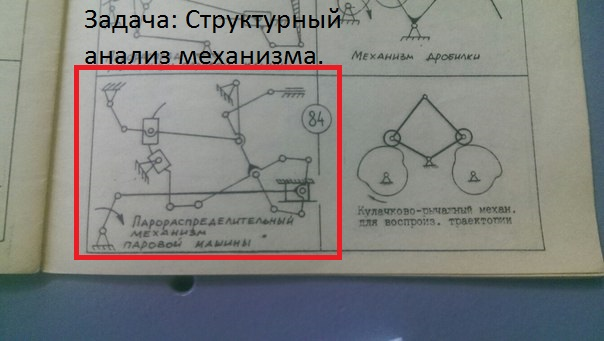 Задача: Структурный
анализ механизма.
Механизм дробилки
84
Парораспределительный
механизм
паровой машины
Кулачково-рычажный механ.
для воспроиз. траектории